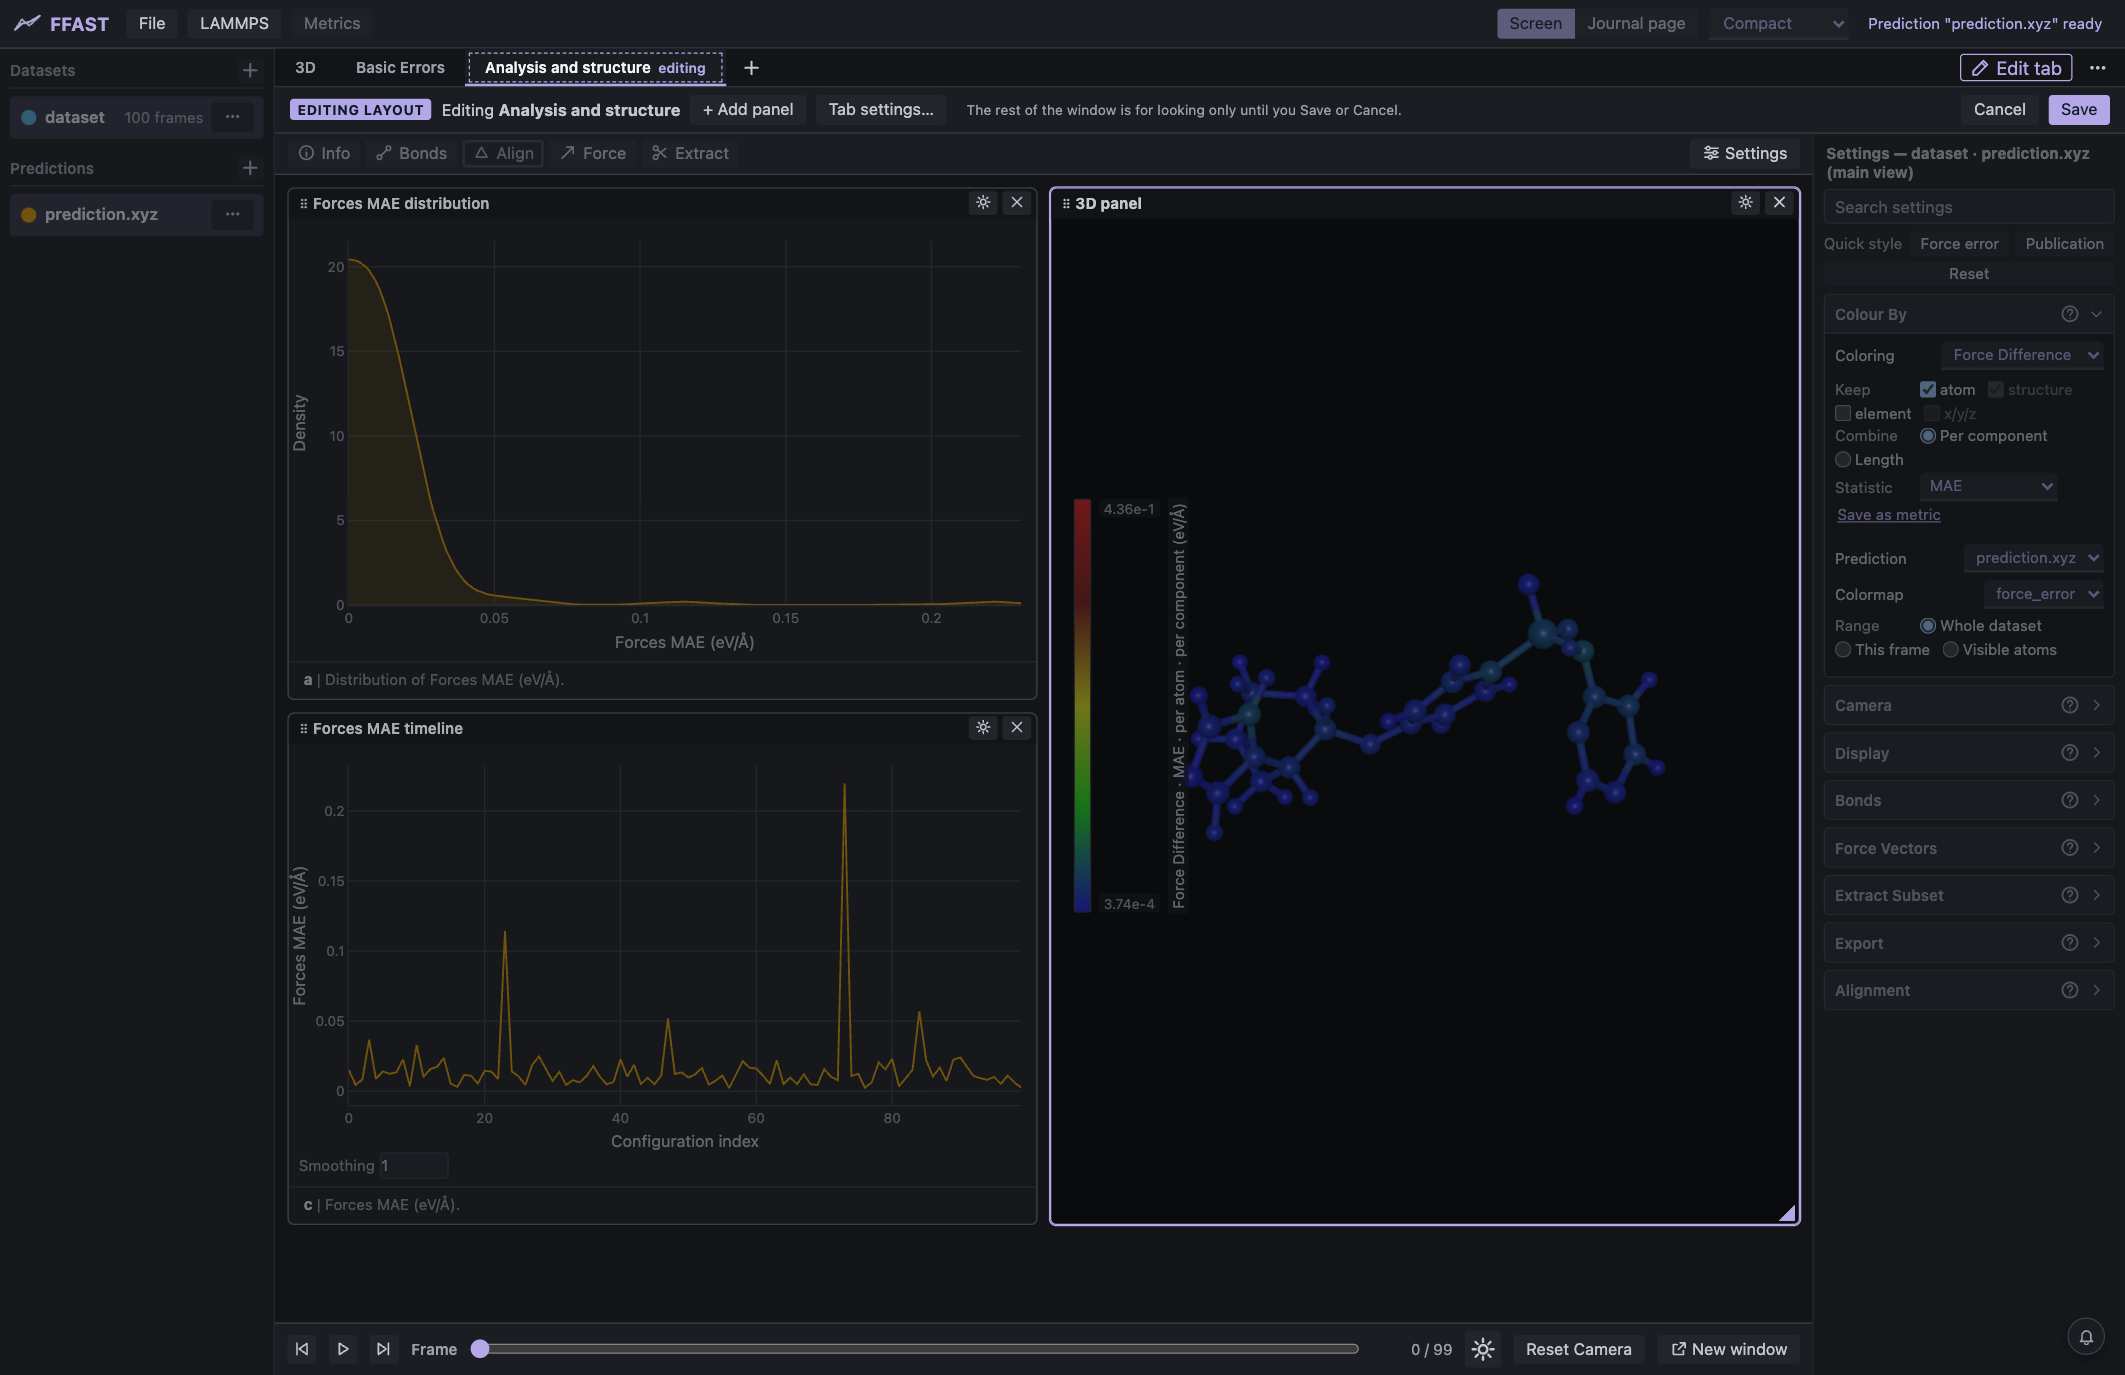 FFAST File LAMMPS Metrics Screen Journal page Compact Prediction "prediction.xyz" ready
Datasets
dataset 100 frames
Predictions
prediction.xyz
3D Basic Errors Analysis and structure editing Edit tab
EDITING LAYOUT Editing Analysis and structure + Add panel Tab settings... The rest of the window is for looking only until you Save or Cancel. Cancel Save
Info Bonds Align Force Extract Settings
Forces MAE distribution
20
15
10
5
0
Density
0 0.05 0.1 0.15 0.2
Forces MAE (eV/Å)
a | Distribution of Forces MAE (eV/Å).
Forces MAE timeline
0.2
0.15
0.1
0.05
0
Forces MAE (eV/Å)
0 20 40 60 80
Configuration index
Smoothing 1
c | Forces MAE (eV/Å).
3D panel
4.36e-1
3.74e-4
Force Difference · MAE · per atom · per component (eV/Å)
Settings — dataset · prediction.xyz
(main view)
Search settings
Quick style Force error Publication
Reset
Colour By
Coloring Force Difference
Keep atom structure
element x/y/z
Combine Per component
Length
Statistic MAE
Save as metric
Prediction prediction.xyz
Colormap force_error
Range Whole dataset
This frame Visible atoms
Camera
Display
Bonds
Force Vectors
Extract Subset
Export
Alignment
Frame 0 / 99 Reset Camera New window